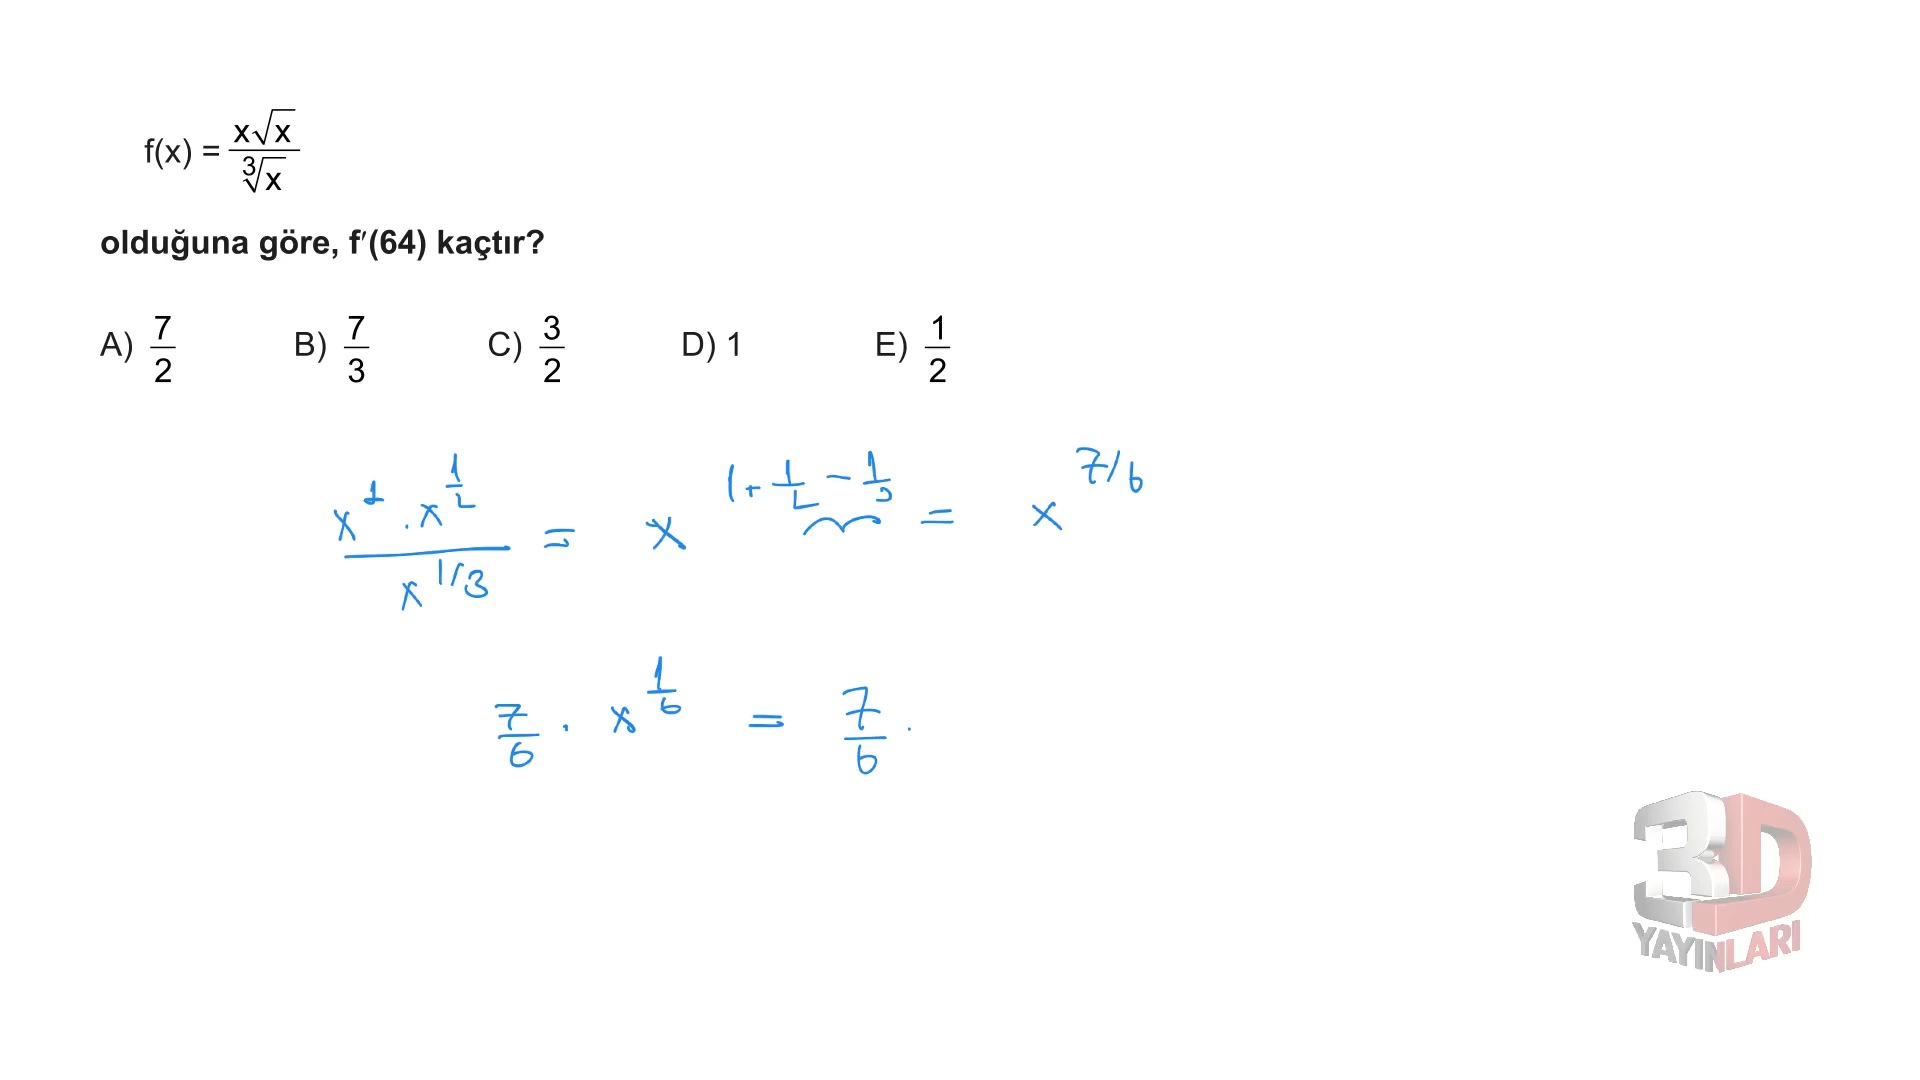 f(x) = x√x / ∛x
olduğuna göre, f′(64) kaçtır?
A) 7/2 B) 7/3 C) 3/2 D) 1 E) 1/2
x^1 . x^(1/2) / x^(1/3) = x^(1 + 1/2 - 1/3) = x^(7/6)
7/6 . x^(1/6) = 7/6 .
3D
YAYINLARI